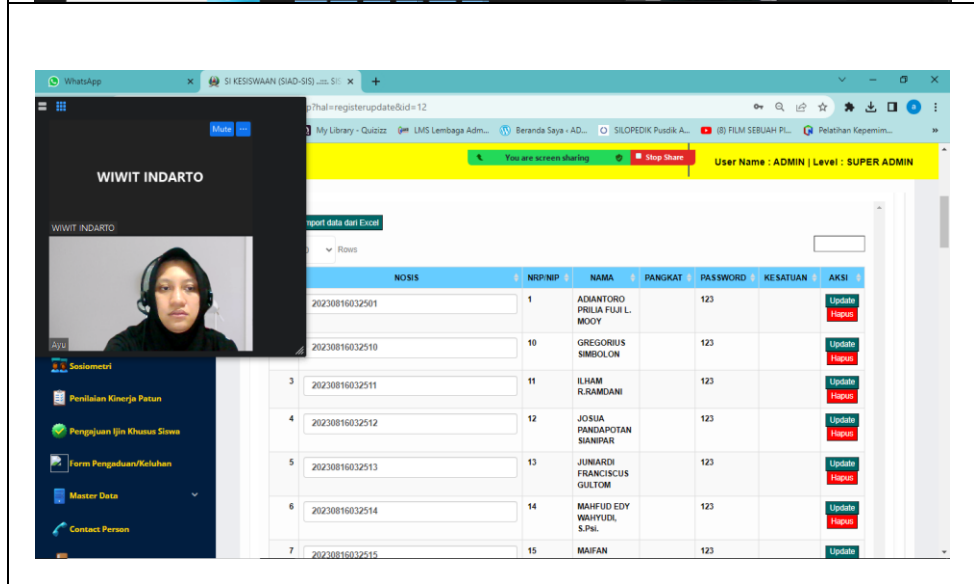 WhatsApp
SI KESISWAAN (SIAD-SIS) ..::.. SIS
p?hal=registerupdate&id=12
My Library - Quizizz
LMS Lembaga Adm...
Beranda Saya - AD...
SILOPEDIK Pusdik A...
(8) FILM SEBUAH PI...
Pelatihan Kepemim...
Mute
You are screen sharing
Stop Share
User Name : ADMIN | Level : SUPER ADMIN
WIWIT INDARTO
WIWIT INDARTO
Ayu
mport data dari Excel
Rows
NOSIS NRP/NIP NAMA PANGKAT PASSWORD KESATUAN AKSI
20230816032501 1 ADIANTORO 123 Update
PRILIA FUJI L. Hapus
MOOY
20230816032510 10 GREGORIUS 123 Update
SIMBOLON Hapus
3 20230816032511 11 ILHAM 123 Update
R.RAMDANI Hapus
4 20230816032512 12 JOSUA 123 Update
PANDAPOTAN Hapus
SIANIPAR
5 20230816032513 13 JUNIARDI 123 Update
FRANCISCUS Hapus
GULTOM
6 20230816032514 14 MAHFUD EDY 123 Update
WAHYUDI, Hapus
S.Psi.
7 20230816032515 15 MAIFAN 123 Update
Sosiometri
Penilaian Kinerja Patun
Pengajuan Ijin Khusus Siswa
Form Pengaduan/Keluhan
Master Data
Contact Person